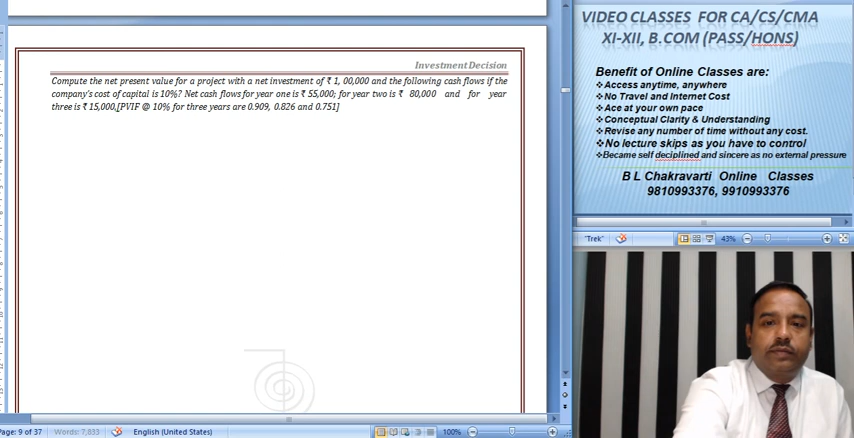 Investment Decision
Compute the net present value for a project with a net investment of ₹ 1, 00,000 and the following cash flows if the
company's cost of capital is 10%? Net cash flows for year one is ₹ 55,000; for year two is ₹ 80,000 and for year
three is ₹ 15,000,[PVIF @ 10% for three years are 0.909, 0.826 and 0.751]
Page: 9 of 37 Words: 7,833 English (United States) 100%
VIDEO CLASSES FOR CA/CS/CMA
XI-XII, B.COM (PASS/HONS)
Benefit of Online Classes are:
❖Access anytime, anywhere
❖No Travel and Internet Cost
❖Ace at your own pace
❖Conceptual Clarity & Understanding
❖Revise any number of time without any cost.
❖No lecture skips as you have to control
❖Became self deciplined and sincere as no external pressure
B L Chakravarti Online Classes
9810993376, 9910993376
"Trek" 43%